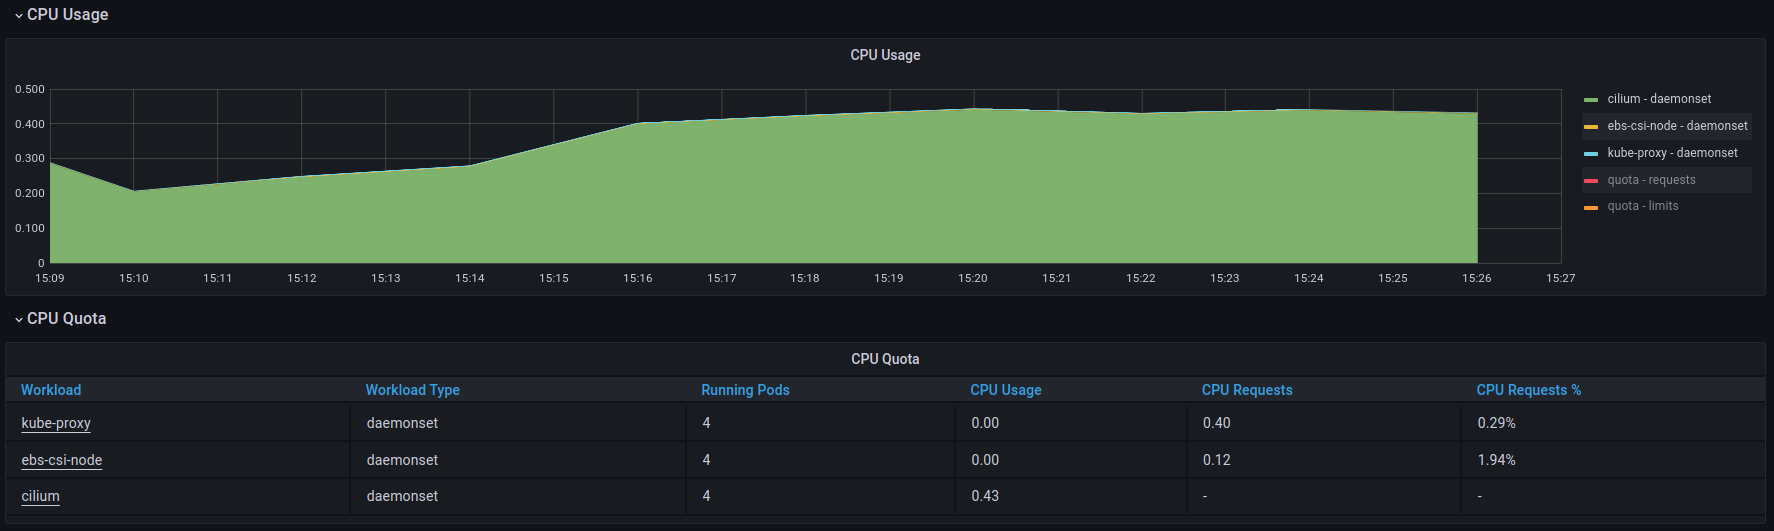 CPU Usage
CPU Usage
0.500
0.400
0.300
0.200
0.100
0
15:09 15:10 15:11 15:12 15:13 15:14 15:15 15:16 15:17 15:18 15:19 15:20 15:21 15:22 15:23 15:24 15:25 15:26 15:27
cilium - daemonset
ebs-csi-node - daemonset
kube-proxy - daemonset
quota - requests
quota - limits
CPU Quota
CPU Quota
Workload Workload Type Running Pods CPU Usage CPU Requests CPU Requests %
kube-proxy daemonset 4 0.00 0.40 0.29%
ebs-csi-node daemonset 4 0.00 0.12 1.94%
cilium daemonset 4 0.43 - -